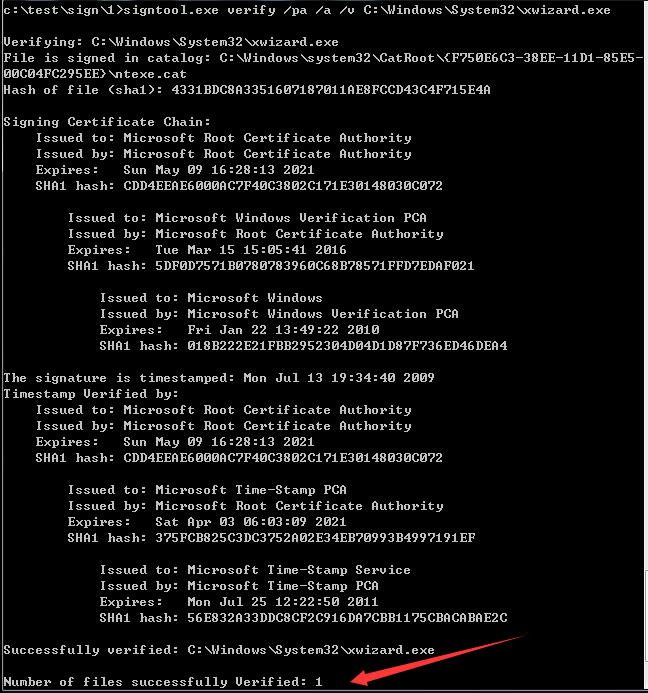 c:\test\sign\1>signtool.exe verify /pa /a /v C:\Windows\System32\xwizard.exe
Verifying: C:\Windows\System32\xwizard.exe
File is signed in catalog: C:\Windows\system32\CatRoot\{F750E6C3-38EE-11D1-85E5-
00C04FC295EE}\ntexe.cat
Hash of file (sha1): 4331BDC8A3351607187011AE8FCCD43C4F715E4A
Signing Certificate Chain:
Issued to: Microsoft Root Certificate Authority
Issued by: Microsoft Root Certificate Authority
Expires: Sun May 09 16:28:13 2021
SHA1 hash: CDD4EEAE6000AC7F40C3802C171E30148030C072
Issued to: Microsoft Windows Verification PCA
Issued by: Microsoft Root Certificate Authority
Expires: Tue Mar 15 15:05:41 2016
SHA1 hash: 5DF0D7571B0780783960C68B78571FFD7EDAF021
Issued to: Microsoft Windows
Issued by: Microsoft Windows Verification PCA
Expires: Fri Jan 22 13:49:22 2010
SHA1 hash: 018B222E21FBB2952304D04D1D87F736ED46DEA4
The signature is timestamped: Mon Jul 13 19:34:40 2009
Timestamp Verified by:
Issued to: Microsoft Root Certificate Authority
Issued by: Microsoft Root Certificate Authority
Expires: Sun May 09 16:28:13 2021
SHA1 hash: CDD4EEAE6000AC7F40C3802C171E30148030C072
Issued to: Microsoft Time-Stamp PCA
Issued by: Microsoft Root Certificate Authority
Expires: Sat Apr 03 06:03:09 2021
SHA1 hash: 375FCB825C3DC3752A02E34EB70993B4997191EF
Issued to: Microsoft Time-Stamp Service
Issued by: Microsoft Time-Stamp PCA
Expires: Mon Jul 25 12:22:50 2011
SHA1 hash: 56E832A33DDC8CF2C916DA7CBB1175CBACABAE2C
Successfully verified: C:\Windows\System32\xwizard.exe
Number of files successfully Verified: 1